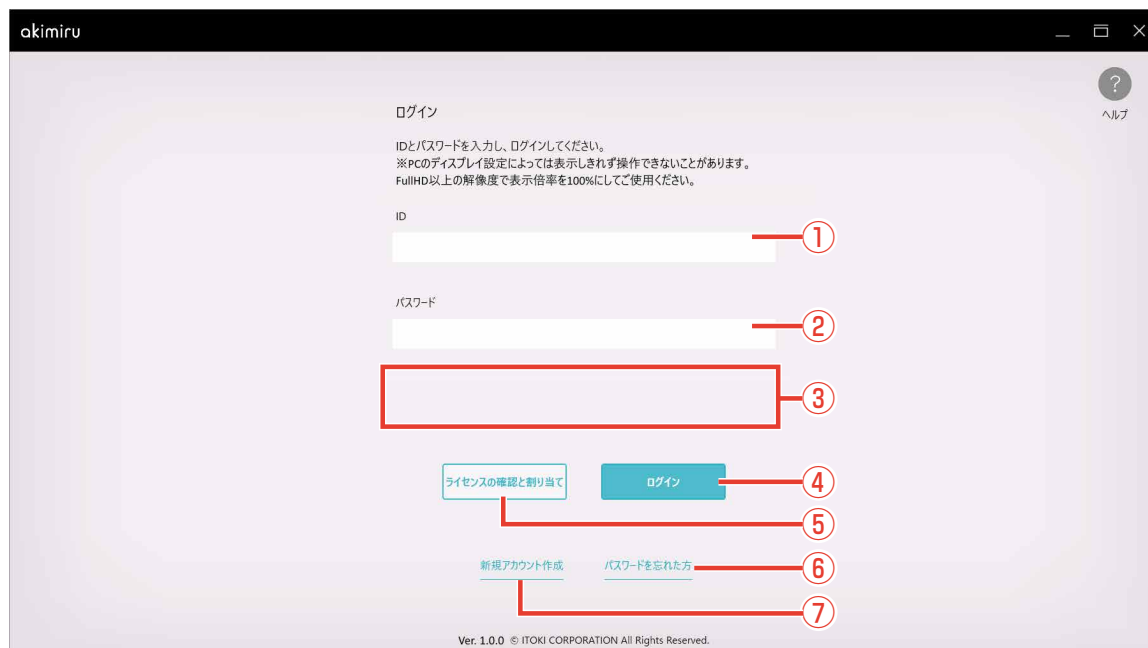 akimiru
?
ヘルプ
ログイン
IDとパスワードを入力し、ログインしてください。
※PCのディスプレイ設定によっては表示しきれず操作できないことがあります。
FullHD以上の解像度で表示倍率を100%にしてご使用ください。
ID
①
パスワード
②
③
ライセンスの確認と割り当て
ログイン
④
⑤
新規アカウント作成
パスワードを忘れた方
⑥
⑦
Ver. 1.0.0 © ITOKI CORPORATION All Rights Reserved.